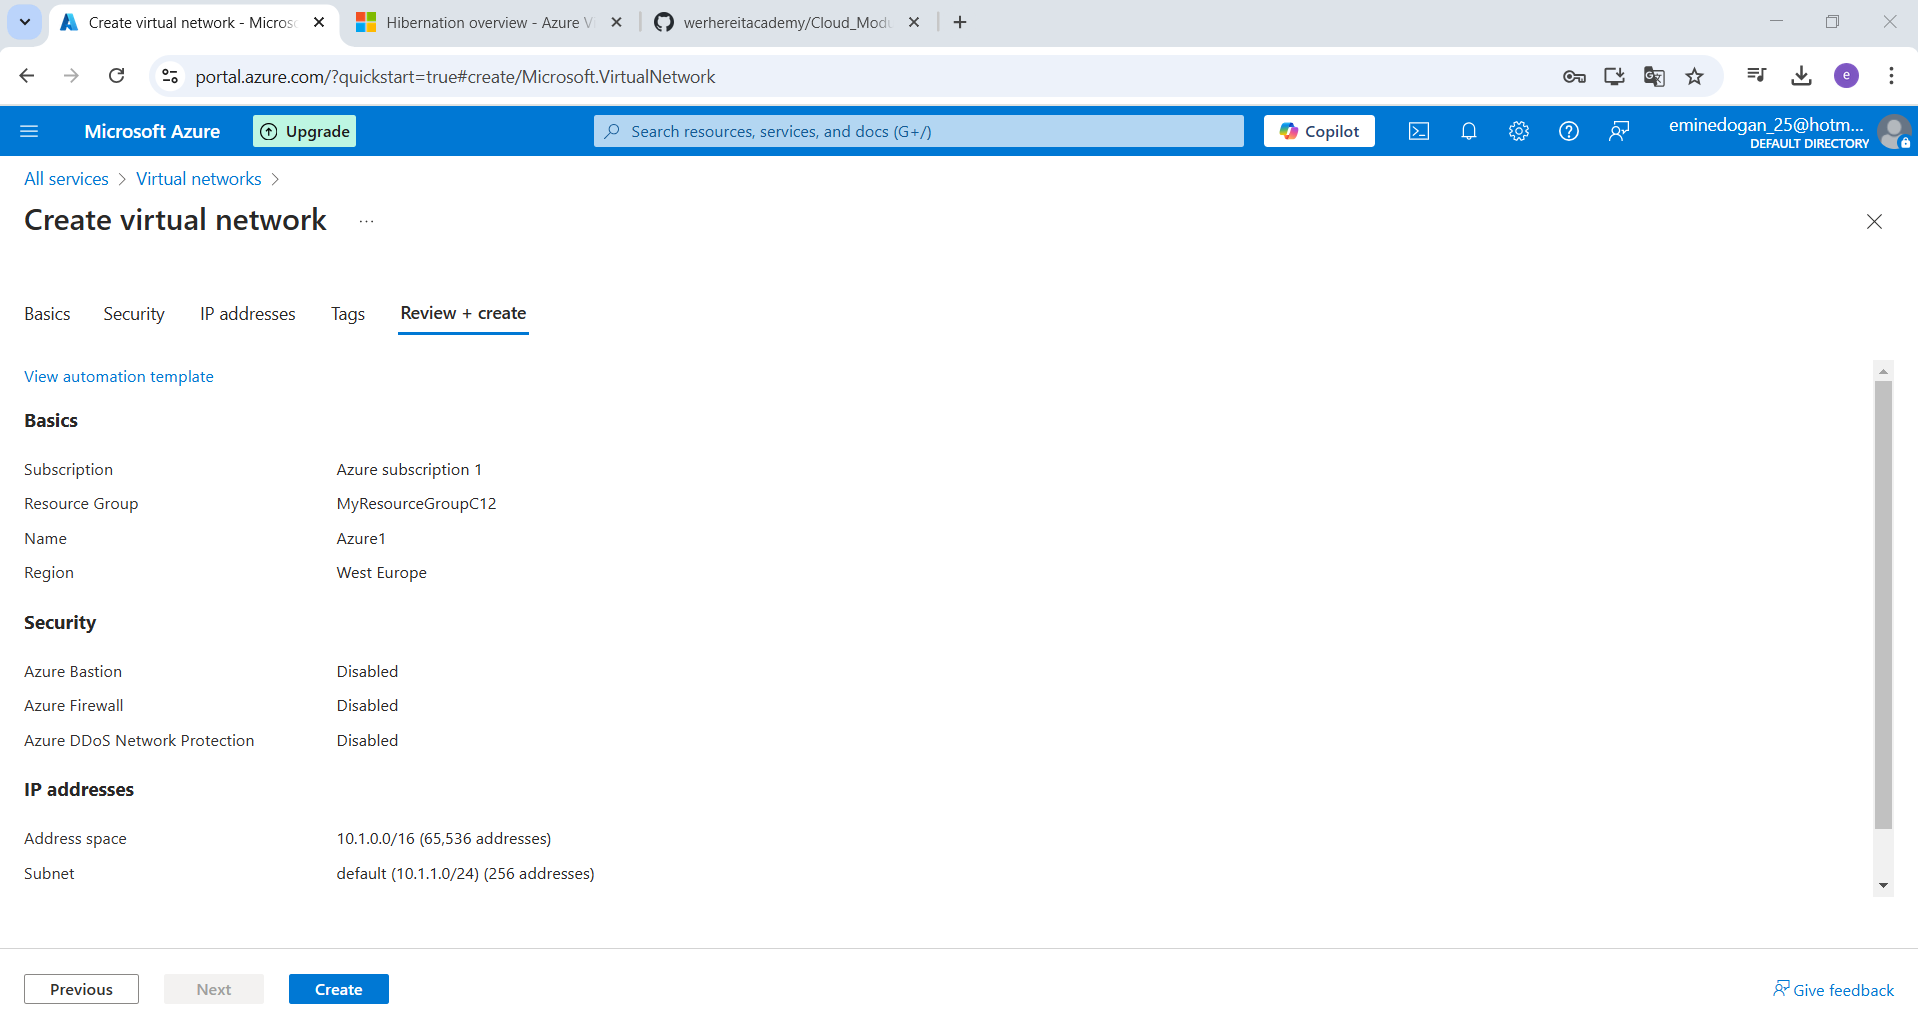 Create virtual network - Micros
Hibernation overview - Azure Vi
werhereitacademy/Cloud_Modu
portal.azure.com/?quickstart=true#create/Microsoft.VirtualNetwork
e
Microsoft Azure
Upgrade
Search resources, services, and docs (G+/)
Copilot
eminedogan_25@hotm...
DEFAULT DIRECTORY
All services > Virtual networks >
Create virtual network ...
Basics Security IP addresses Tags Review + create
View automation template
Basics
Subscription Azure subscription 1
Resource Group MyResourceGroupC12
Name Azure1
Region West Europe
Security
Azure Bastion Disabled
Azure Firewall Disabled
Azure DDoS Network Protection Disabled
IP addresses
Address space 10.1.0.0/16 (65,536 addresses)
Subnet default (10.1.1.0/24) (256 addresses)
Previous Next Create
Give feedback